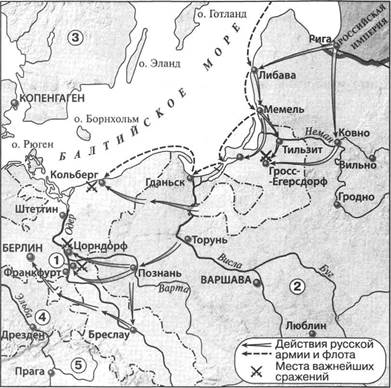 о. Готланд
РОССИЙСКАЯ
ИМПЕРИЯ
3
Рига
о. Эланд
Либава
КОПЕНГАГЕН
БАЛТИЙСКОЕ МОРЕ
о. Борнхольм
Мемель
о. Рюген
Неман
Ковно
Тильзит
Вильно
Кольберг
Гданьск
Гросс-
Егерсдорф
Гродно
Штеттин
Одер
БЕРЛИН
Цорндорф
Торунь
1
Висла
Буг
Франкфурт
Познань
ВАРШАВА
2
Варта
Эльба
4
Дрезден
Бреслау
Люблин
Прага
5
Действия русской
армии и флота
Места важнейших
сражений